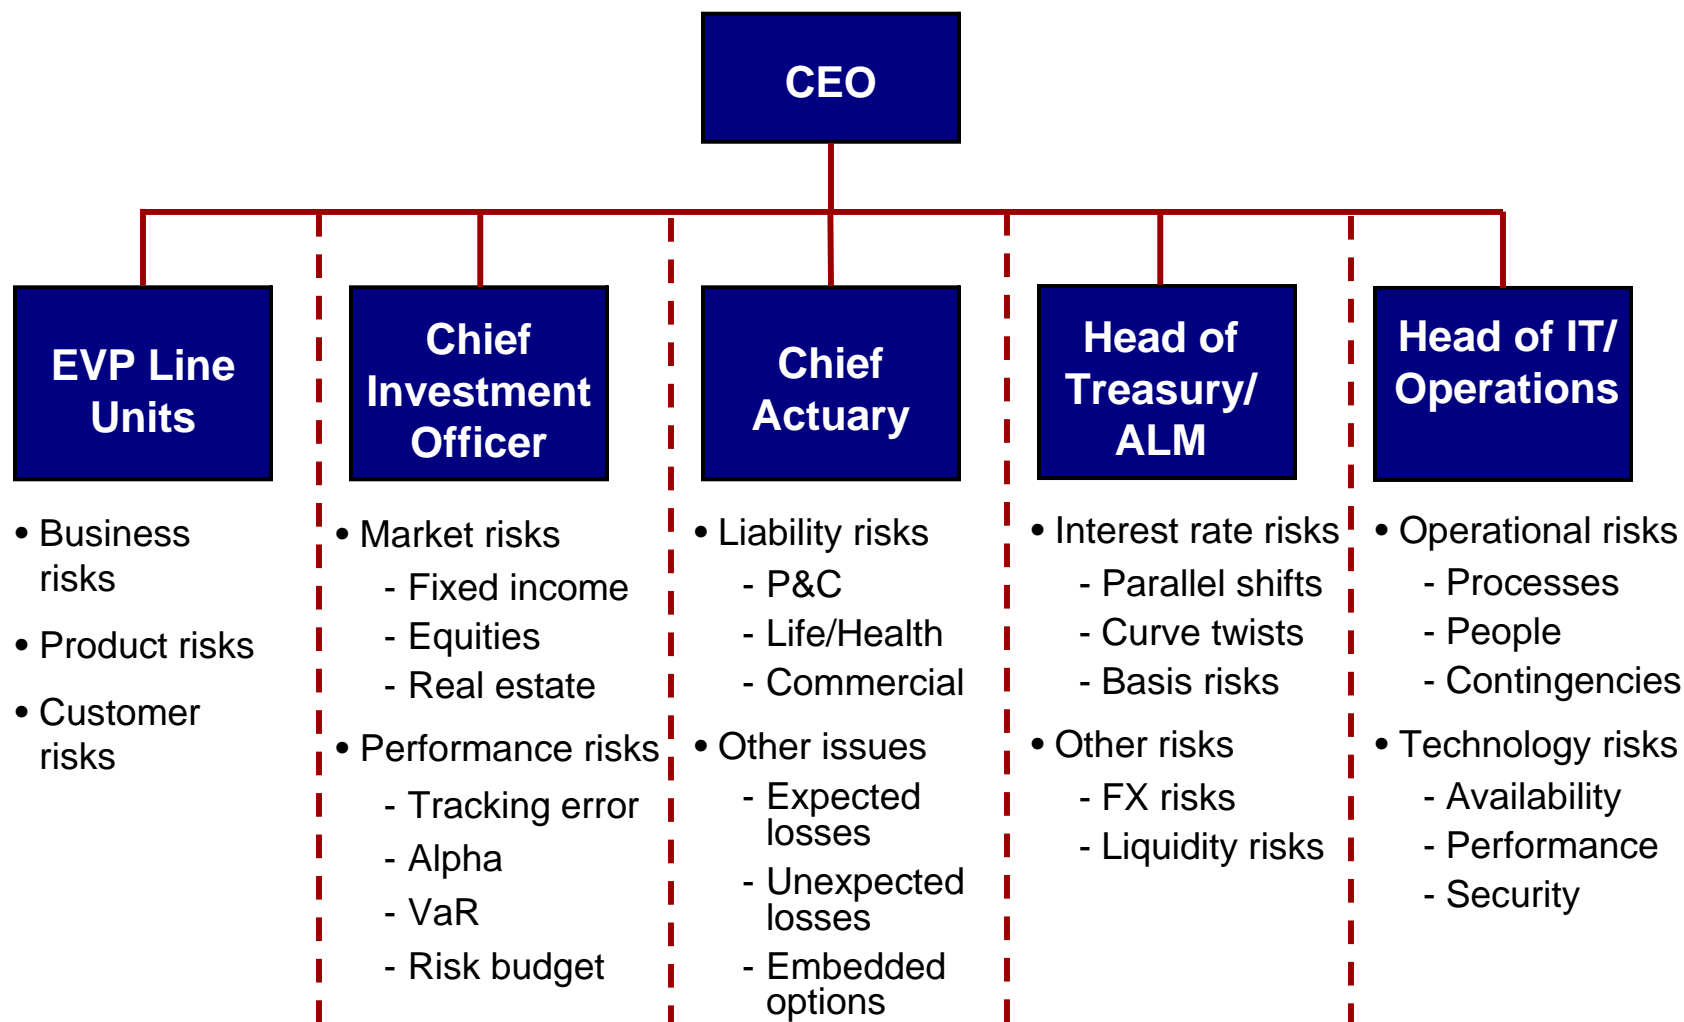 CEO
EVP Line
Units
Chief
Investment
Officer
Chief
Actuary
Head of
Treasury/
ALM
Head of IT/
Operations
• Business
risks
• Product risks
• Customer
risks
• Market risks
- Fixed income
- Equities
- Real estate
• Performance risks
- Tracking error
- Alpha
- VaR
- Risk budget
• Liability risks
- P&C
- Life/Health
- Commercial
• Other issues
- Expected
losses
- Unexpected
losses
- Embedded
options
• Interest rate risks
- Parallel shifts
- Curve twists
- Basis risks
• Other risks
- FX risks
- Liquidity risks
• Operational risks
- Processes
- People
- Contingencies
• Technology risks
- Availability
- Performance
- Security